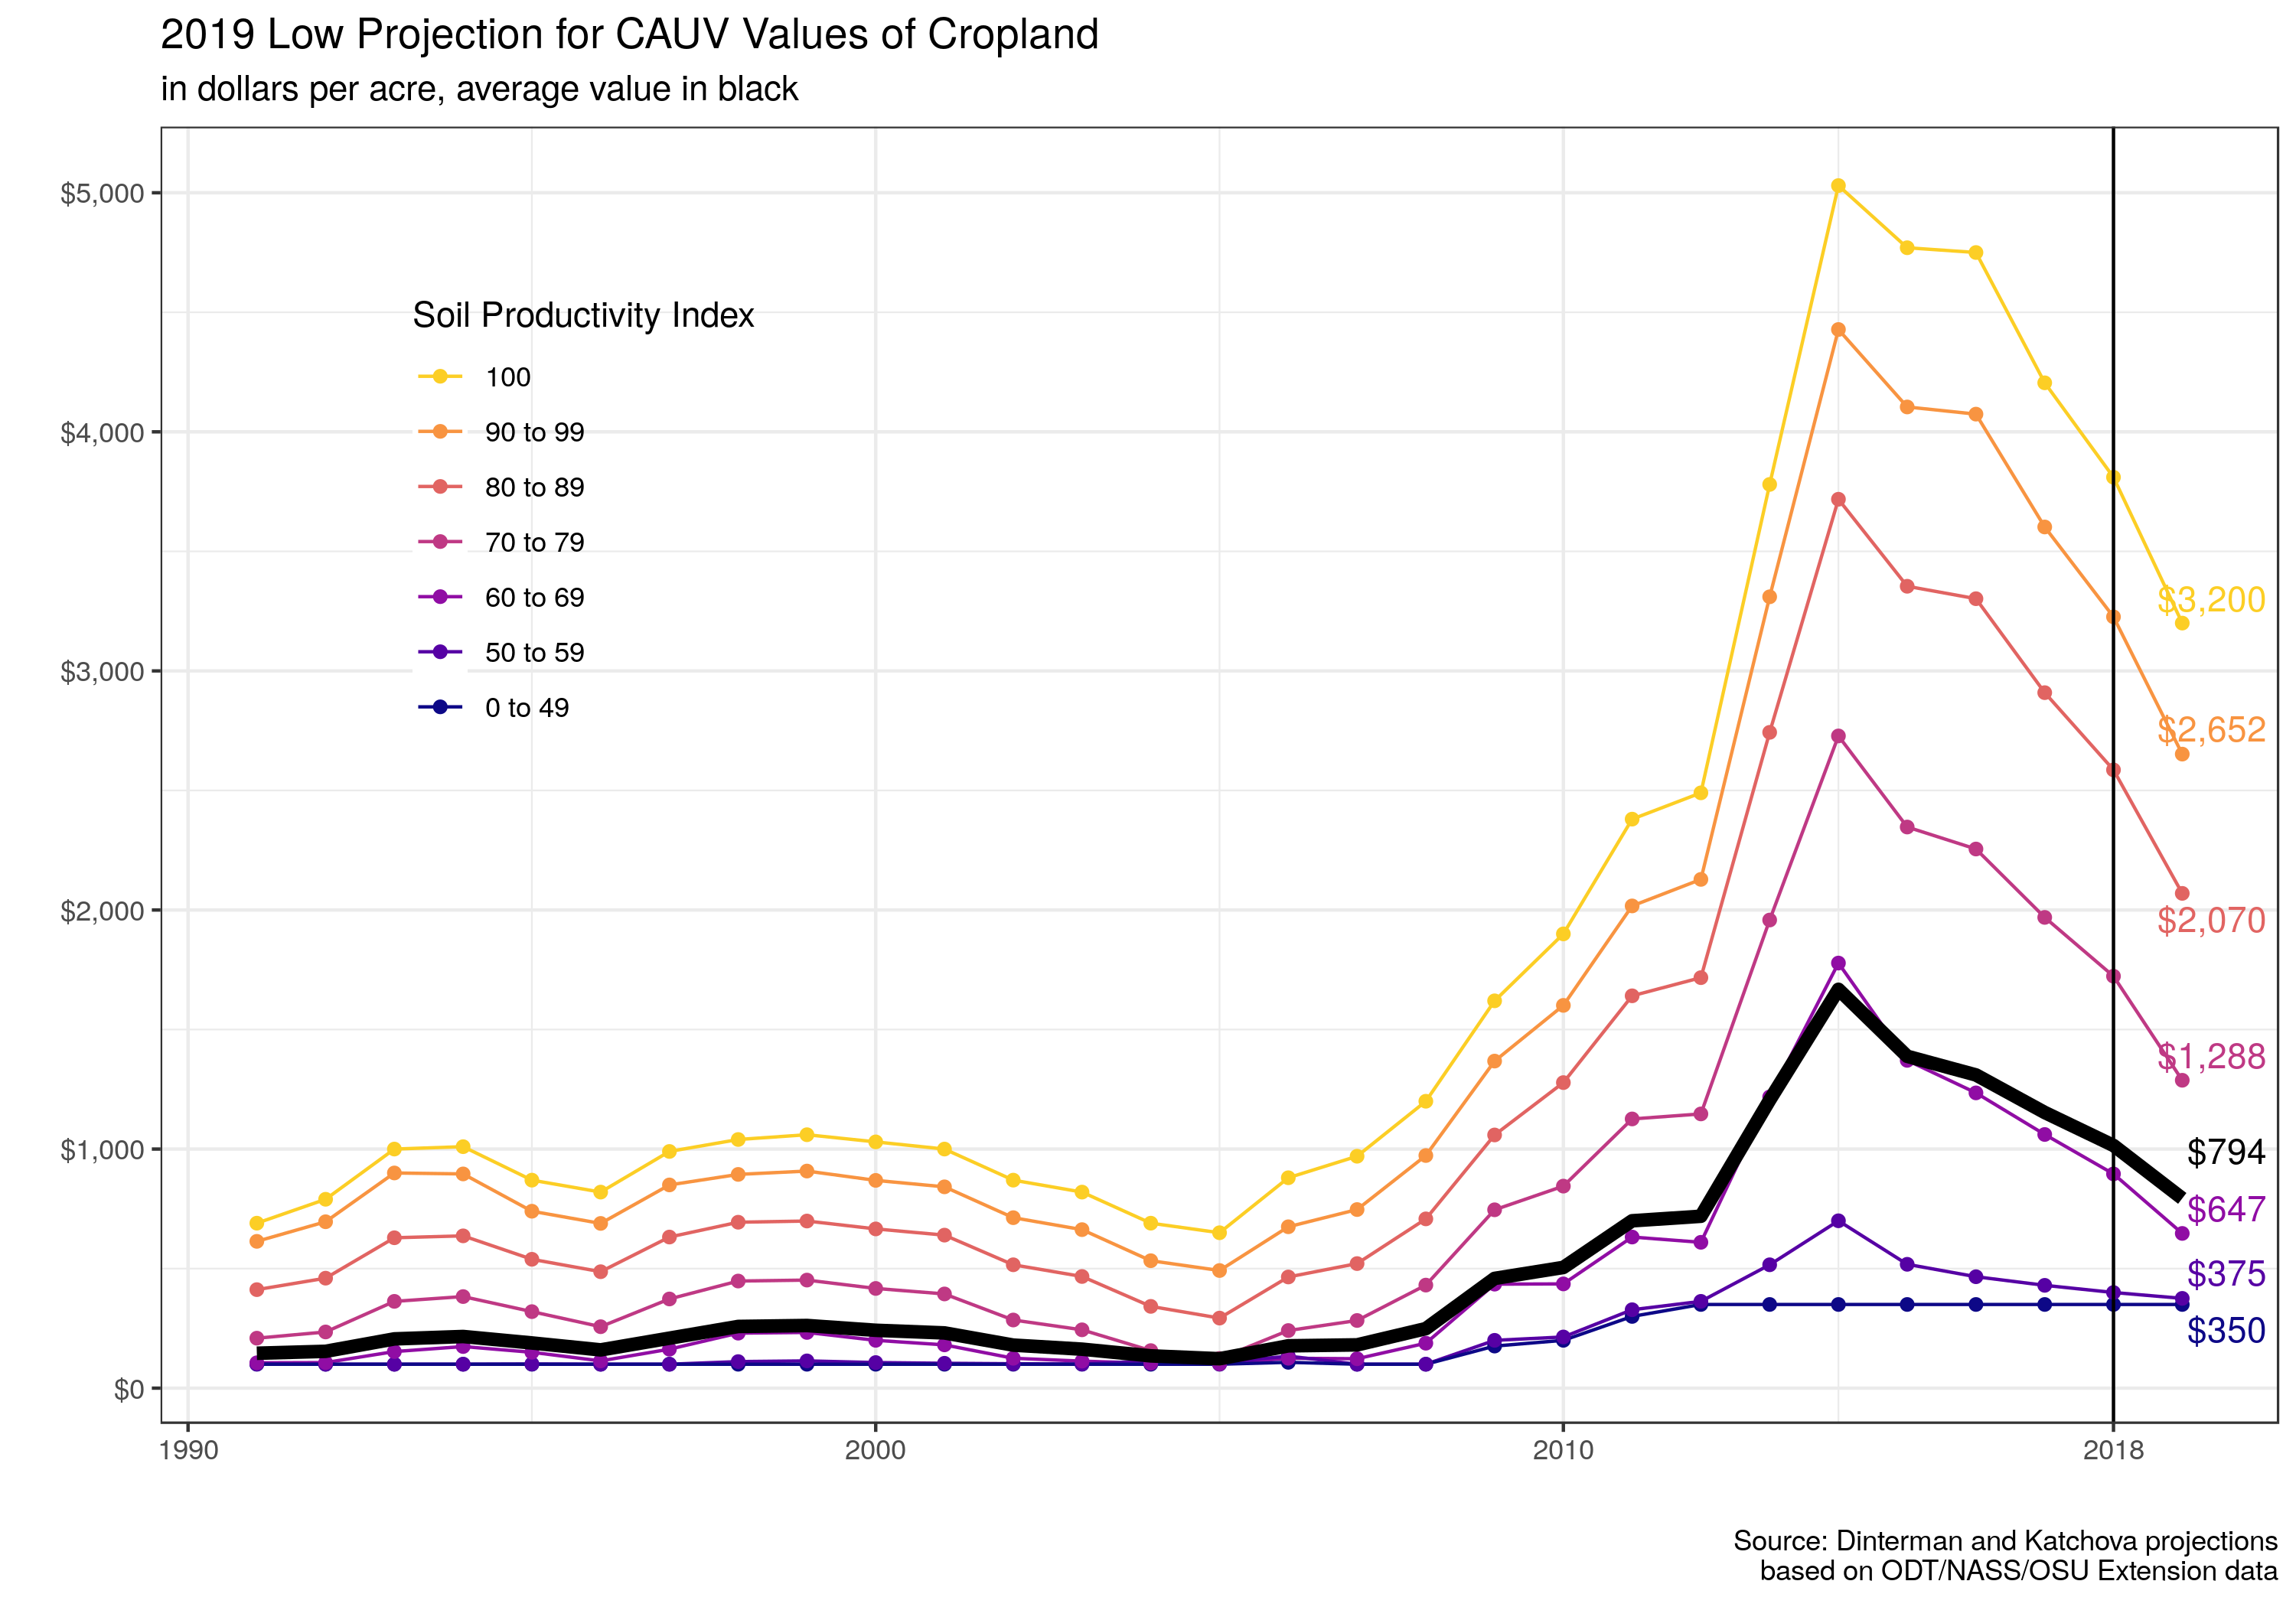 2019 Low Projection for CAUV Values of Cropland
in dollars per acre, average value in black
$5,000
$4,000
$3,000
$2,000
$1,000
$0
Soil Productivity Index
100
90 to 99
80 to 89
70 to 79
60 to 69
50 to 59
0 to 49
$3,200
$2,652
$2,070
$1,288
$794
$647
$375
$350
1990
2000
2010
2018
Source: Dinterman and Katchova projections
based on ODT/NASS/OSU Extension data